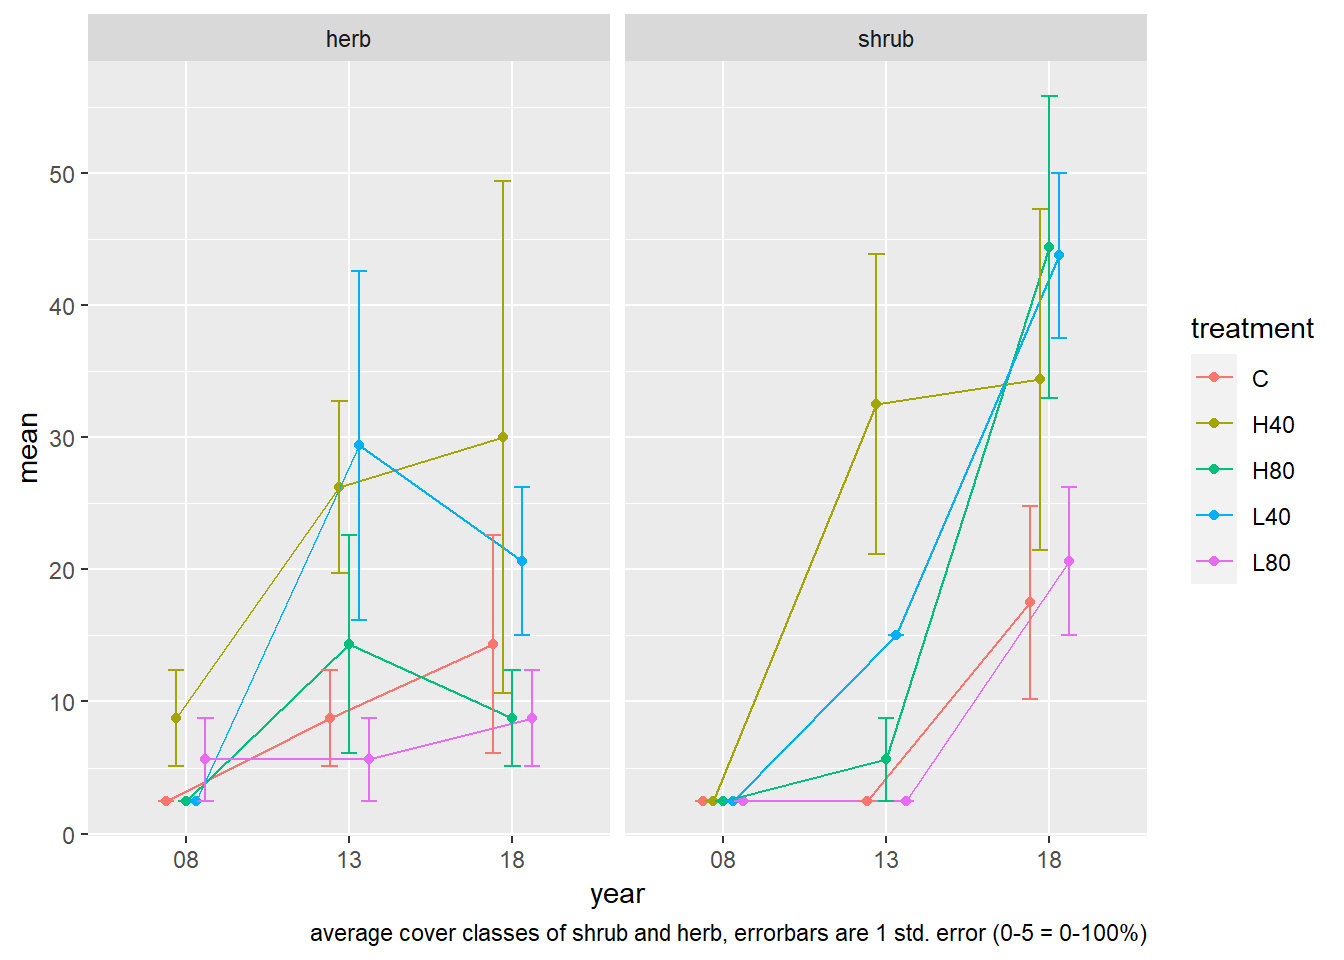 herb shrub
50
40
30
20
10
0
mean
08 13 18 08 13 18
year
average cover classes of shrub and herb, errorbars are 1 std. error (0-5 = 0-100%)
treatment
C
H40
H80
L40
L80